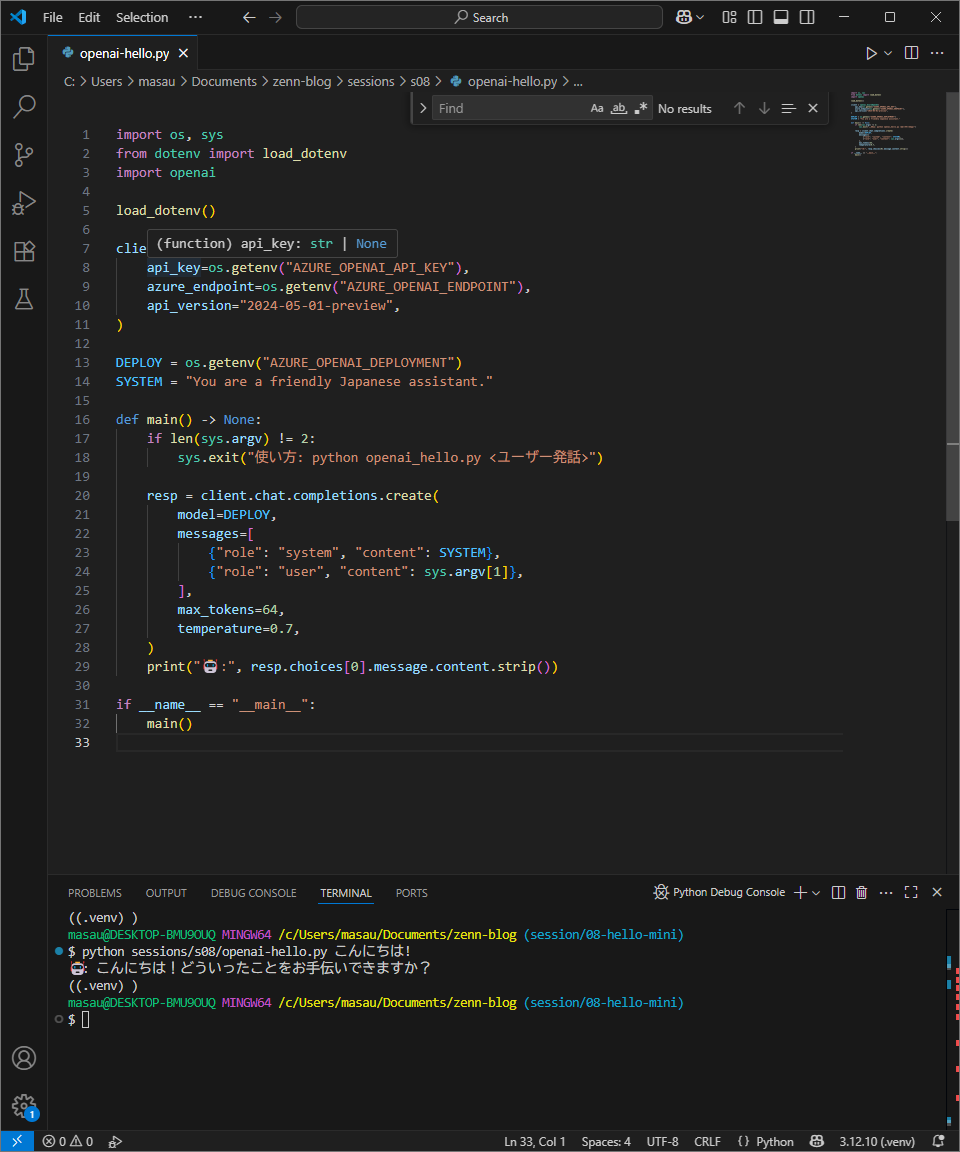 File Edit Selection ··· Search
openai-hello.py
C: > Users > masau > Documents > zenn-blog > sessions > s08 > openai-hello.py > ...
Find Aa ab .* No results
1 import os, sys
2 from dotenv import load_dotenv
3 import openai
4
5 load_dotenv()
6
(function) api_key: str | None
7 clie
8 api_key=os.getenv("AZURE_OPENAI_API_KEY"),
9 azure_endpoint=os.getenv("AZURE_OPENAI_ENDPOINT"),
10 api_version="2024-05-01-preview",
11 )
12
13 DEPLOY = os.getenv("AZURE_OPENAI_DEPLOYMENT")
14 SYSTEM = "You are a friendly Japanese assistant."
15
16 def main() -> None:
17 if len(sys.argv) != 2:
18 sys.exit("使い方: python openai_hello.py <ユーザー発話>")
19
20 resp = client.chat.completions.create(
21 model=DEPLOY,
22 messages=[
23 {"role": "system", "content": SYSTEM},
24 {"role": "user", "content": sys.argv[1]},
25 ],
26 max_tokens=64,
27 temperature=0.7,
28 )
29 print("🤖:", resp.choices[0].message.content.strip())
30
31 if __name__ == "__main__":
32 main()
33
PROBLEMS OUTPUT DEBUG CONSOLE TERMINAL PORTS Python Debug Console
((.venv) )
masau@DESKTOP-BMU9OUQ MINGW64 /c/Users/masau/Documents/zenn-blog (session/08-hello-mini)
$ python sessions/s08/openai-hello.py こんにちは!
🤖: こんにちは！どういったことをお手伝いできますか？
((.venv) )
masau@DESKTOP-BMU9OUQ MINGW64 /c/Users/masau/Documents/zenn-blog (session/08-hello-mini)
$
1
0 0 Ln 33, Col 1 Spaces: 4 UTF-8 CRLF {} Python 3.12.10 (.venv)